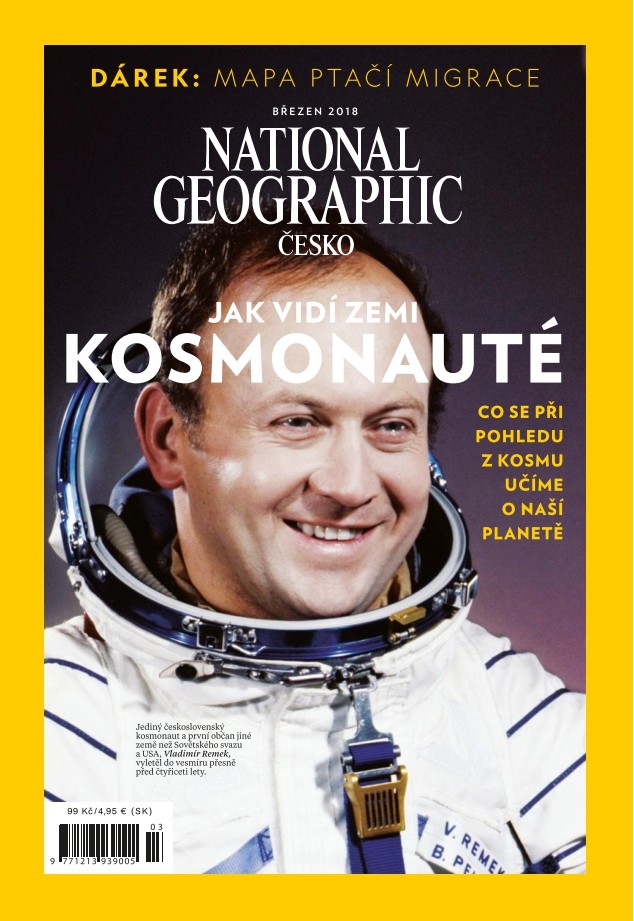 DÁREK: MAPA PTAČÍ MIGRACE
BŘEZEN 2018
NATIONAL
GEOGRAPHIC
ČESKO
JAK VIDÍ ZEMI
KOSMONAUTÉ
CO SE PŘI
POHLEDU
Z KOSMU
UČÍME
O NAŠÍ
PLANETĚ
Jediný československý
kosmonaut a první občan jiné
země než Sovětského svazu
a USA, Vladimír Remek,
vyletěl do vesmíru přesně
před čtyřiceti lety.
99 Kč/4,95 € (SK)
03
9 771213 939005
V. REMEK